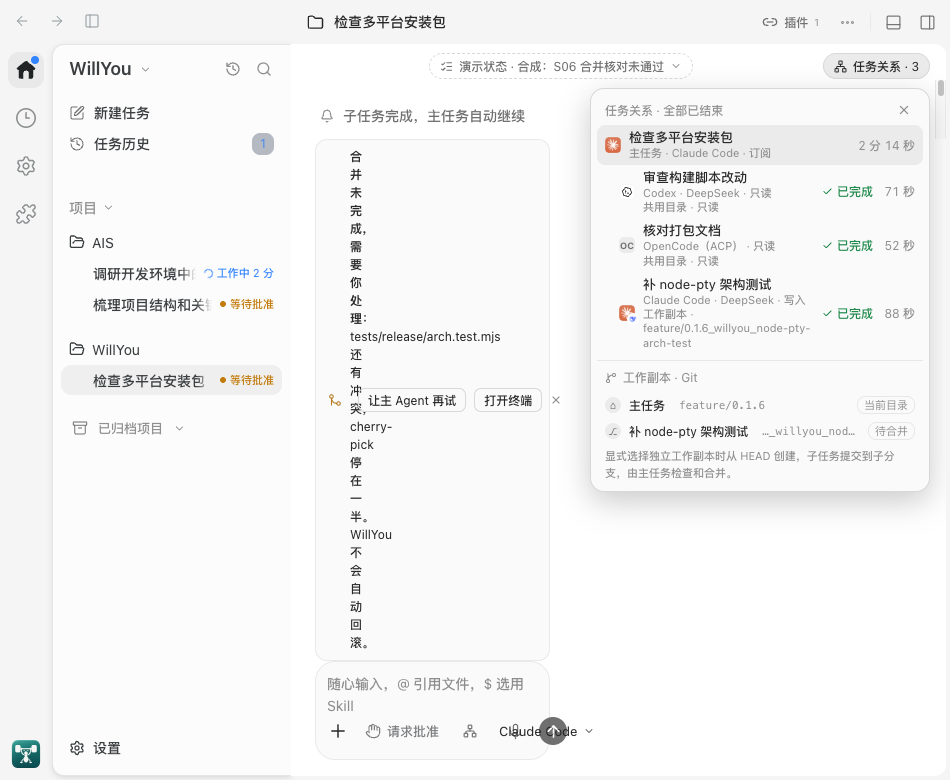 检查多平台安装包
插件 1
WillYou
新建任务
任务历史
1
项目
AIS
调研开发环境中
工作中 2 分
梳理项目结构和关
等待批准
WillYou
检查多平台安装包
等待批准
已归档项目
设置
演示状态 · 合成：S06 合并核对未通过
任务关系 · 3
子任务完成，主任务自动继续
合
并
未
完
成，
需
要
你
处
理：
tests/release/arch.test.mjs
还
有
冲
突，
cherry-
pick
停
在
一
半。
WillYou
不
会
自
动
回
滚。
让主 Agent 再试
打开终端
随心输入，@ 引用文件，$ 选用
Skill
请求批准
Claude Code
任务关系 · 全部已结束
检查多平台安装包
主任务 · Claude Code · 订阅
2 分 14 秒
审查构建脚本改动
Codex · DeepSeek · 只读
共用目录 · 只读
已完成
71 秒
OC
核对打包文档
OpenCode（ACP） · 只读
共用目录 · 只读
已完成
52 秒
补 node-pty 架构测试
Claude Code · DeepSeek · 写入
工作副本 ·
feature/0.1.6_willyou_node-pty-
arch-test
已完成
88 秒
工作副本 · Git
主任务 feature/0.1.6
当前目录
补 node-pty 架构测试 …_willyou_nod…
待合并
显式选择独立工作副本时从 HEAD 创建，子任务提交到子分
支，由主任务检查和合并。